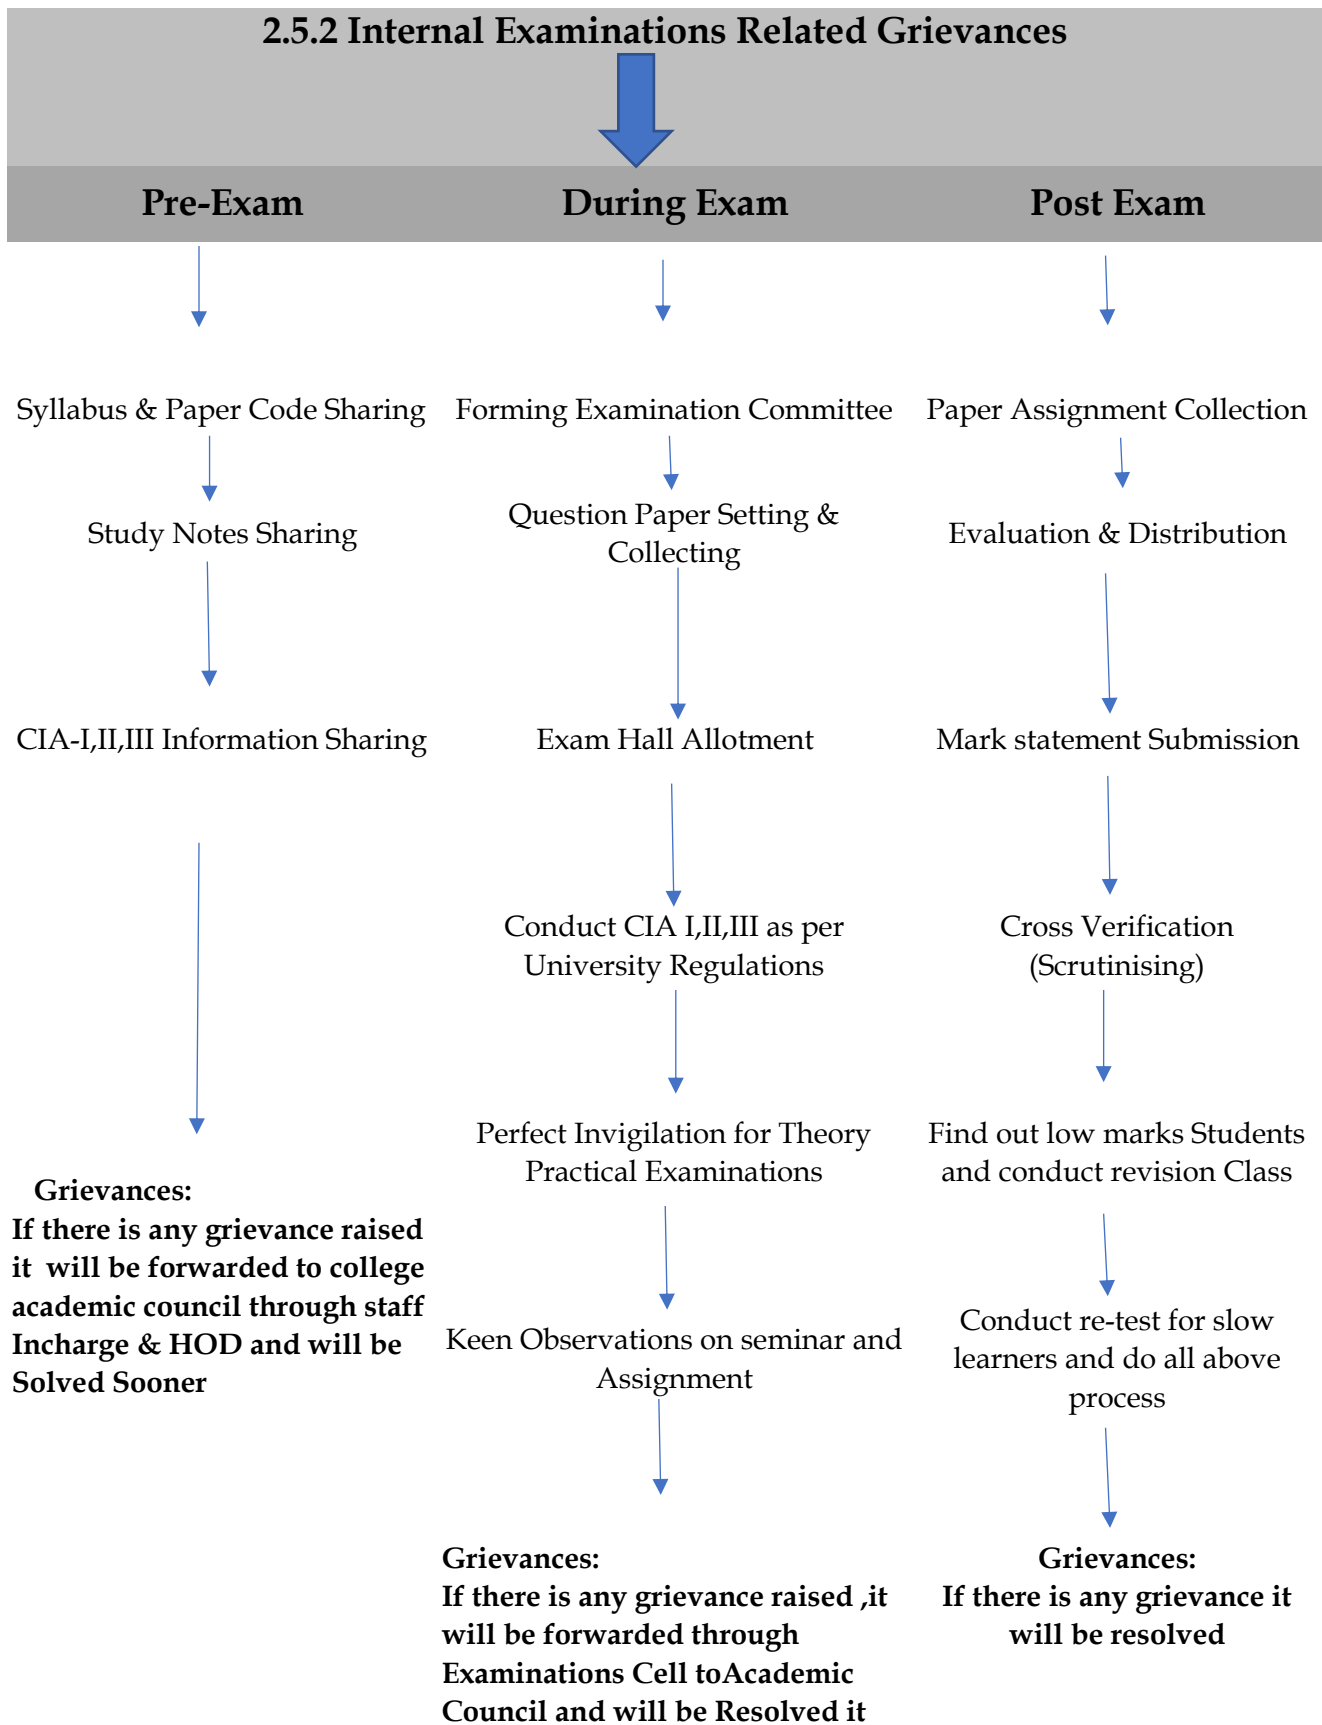 2.5.2 Internal Examinations Related Grievances
Pre-Exam
During Exam
Post Exam
Syllabus & Paper Code Sharing
Study Notes Sharing
CIA-I,II,III Information Sharing
Grievances:
If there is any grievance raised
it will be forwarded to college
academic council through staff
Incharge & HOD and will be
Solved Sooner
Forming Examination Committee
Question Paper Setting &
Collecting
Exam Hall Allotment
Conduct CIA I,II,III as per
University Regulations
Perfect Invigilation for Theory
Practical Examinations
Keen Observations on seminar and
Assignment
Grievances:
If there is any grievance raised ,it
will be forwarded through
Examinations Cell toAcademic
Council and will be Resolved it
Paper Assignment Collection
Evaluation & Distribution
Mark statement Submission
Cross Verification
(Scrutinising)
Find out low marks Students
and conduct revision Class
Conduct re-test for slow
learners and do all above
process
Grievances:
If there is any grievance it
will be resolved